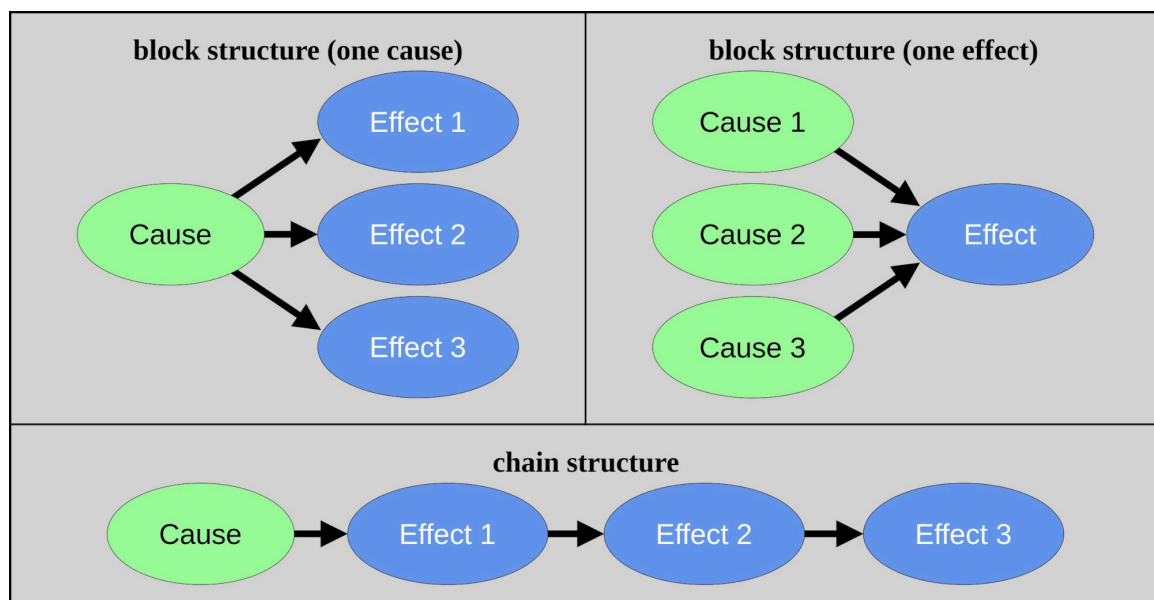 block structure (one cause)
Effect 1
Cause
Effect 2
Effect 3
block structure (one effect)
Cause 1
Cause 2
Effect
Cause 3
chain structure
Cause
Effect 1
Effect 2
Effect 3